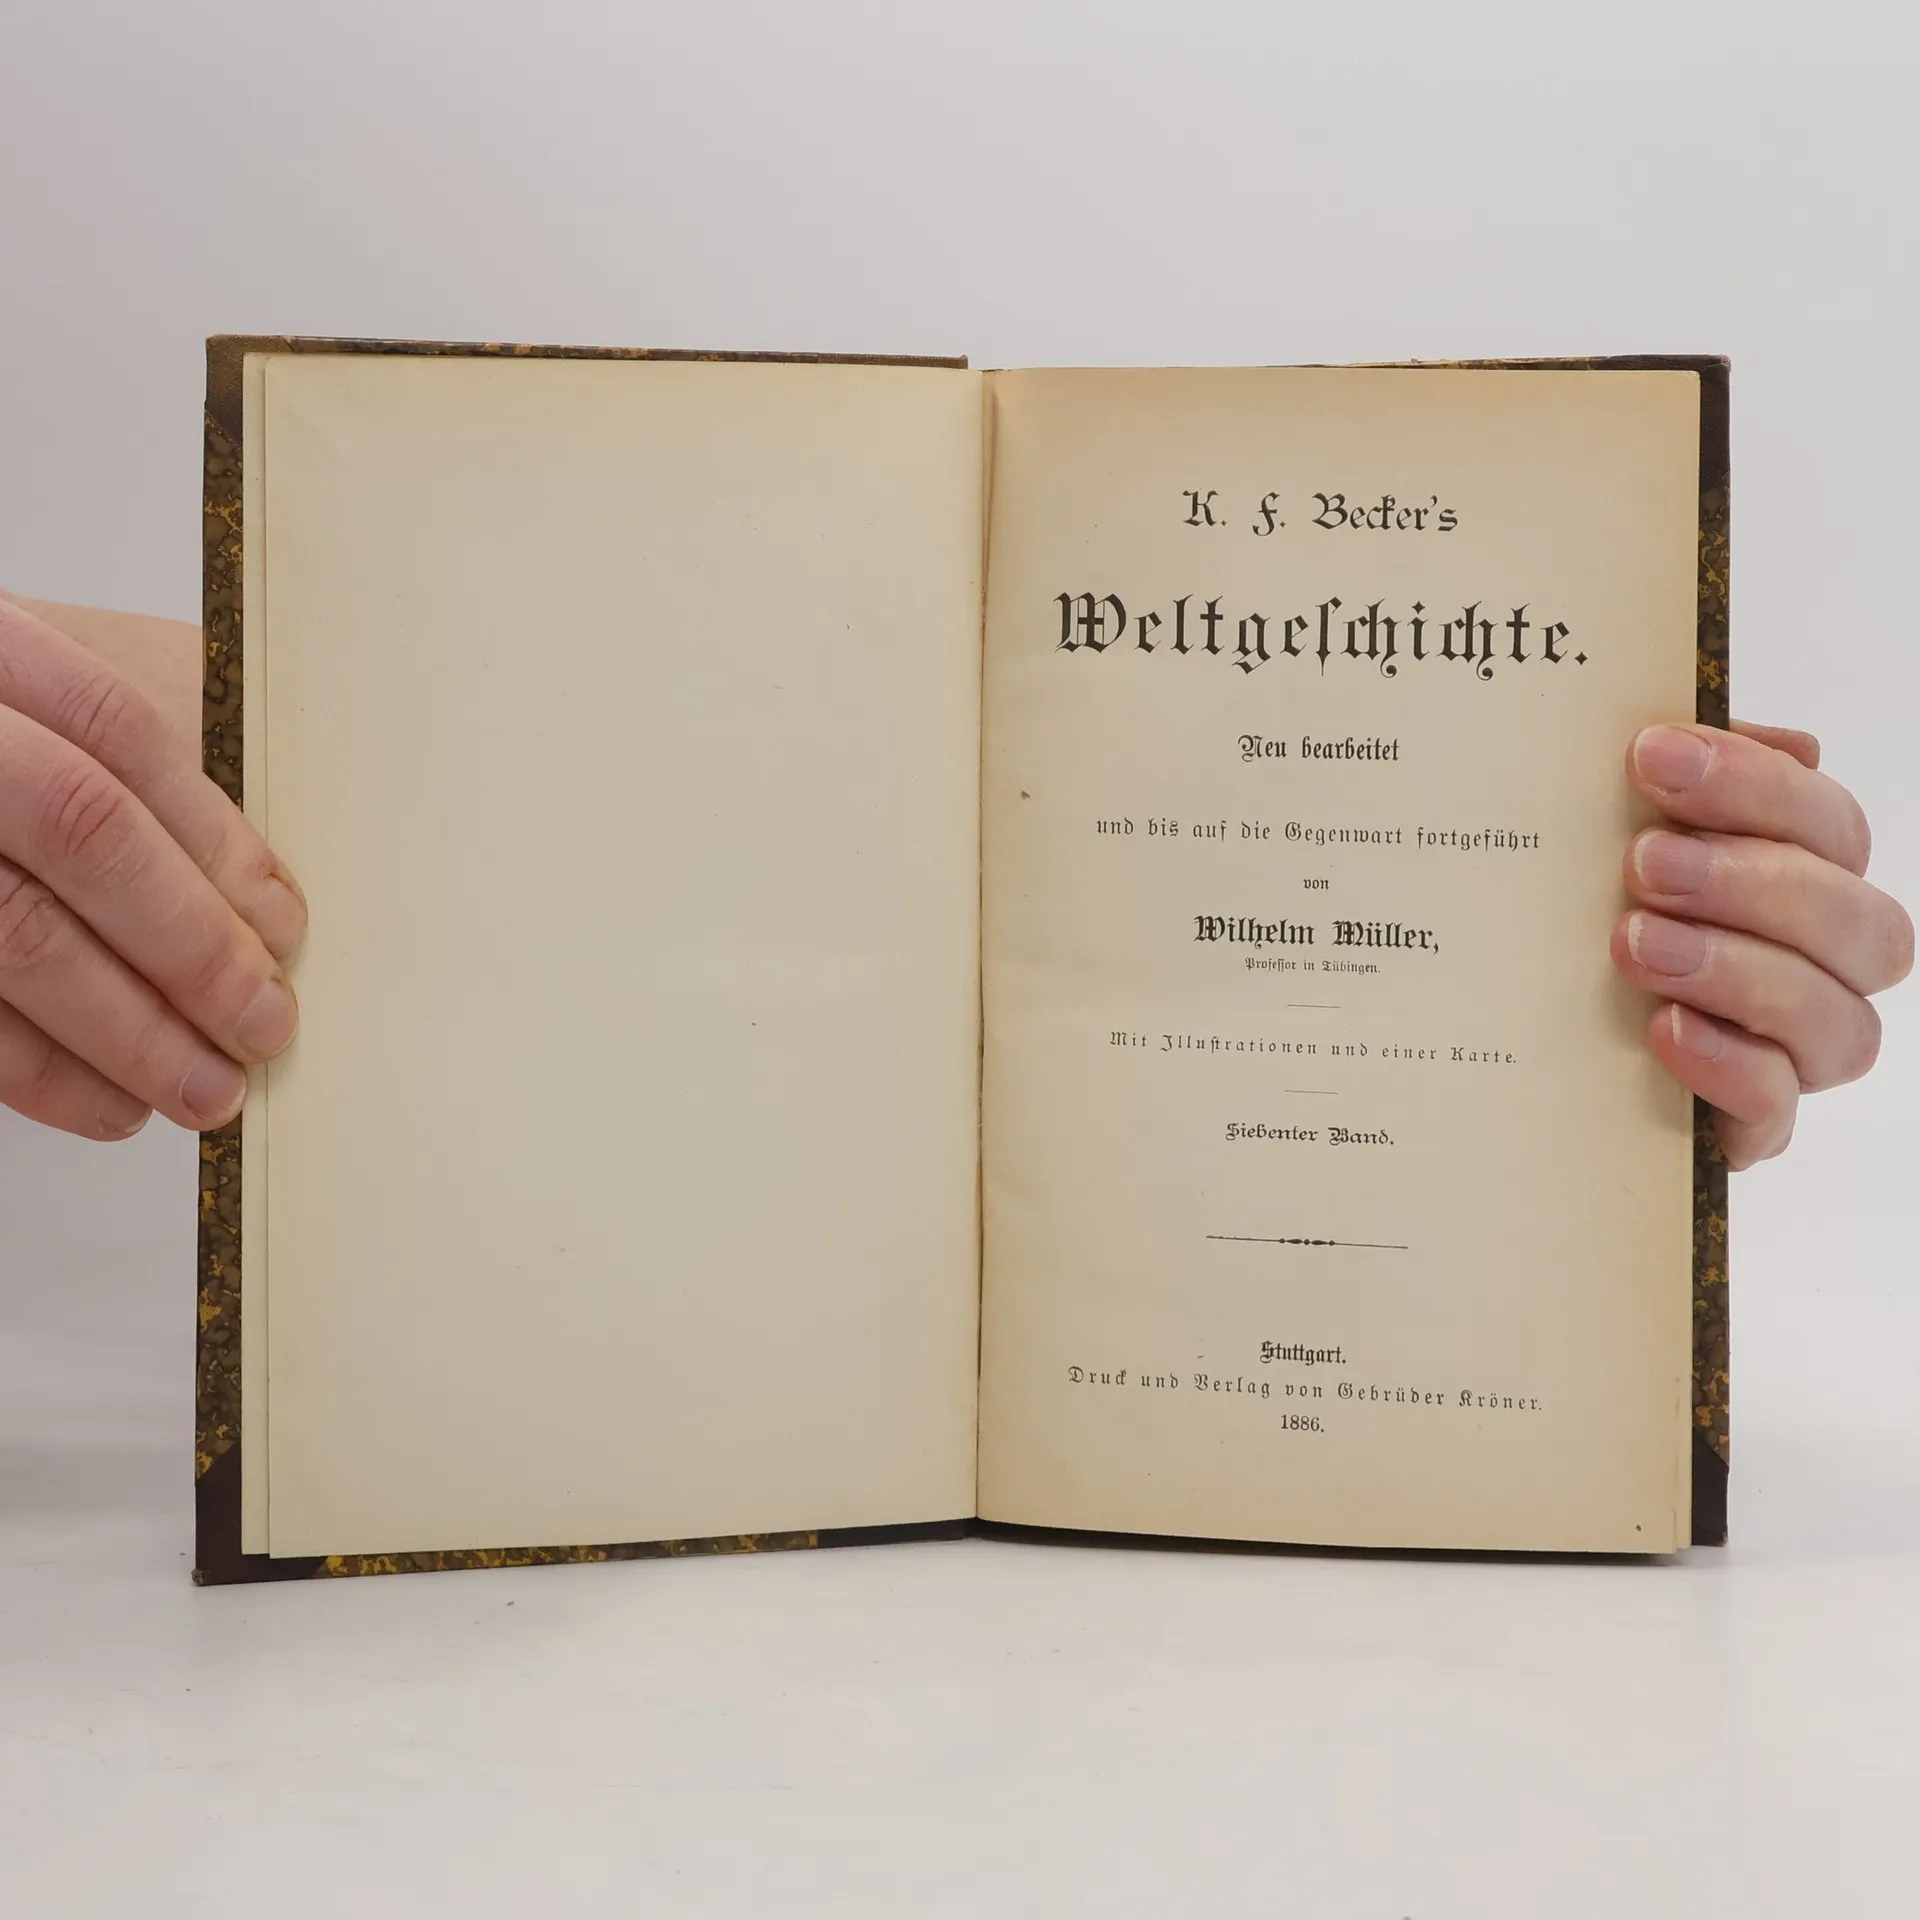 K. F. Becker's
Weltgeſchichte.
Neu bearbeitet
und bis auf die Gegenwart fortgeführt
von
Wilhelm Müller,
Profeſſor in Tübingen.
Mit Illuſtrationen und einer Karte.
Siebenter Band.
Stuttgart.
Druck und Verlag von Gebrüder Kröner.
1886.